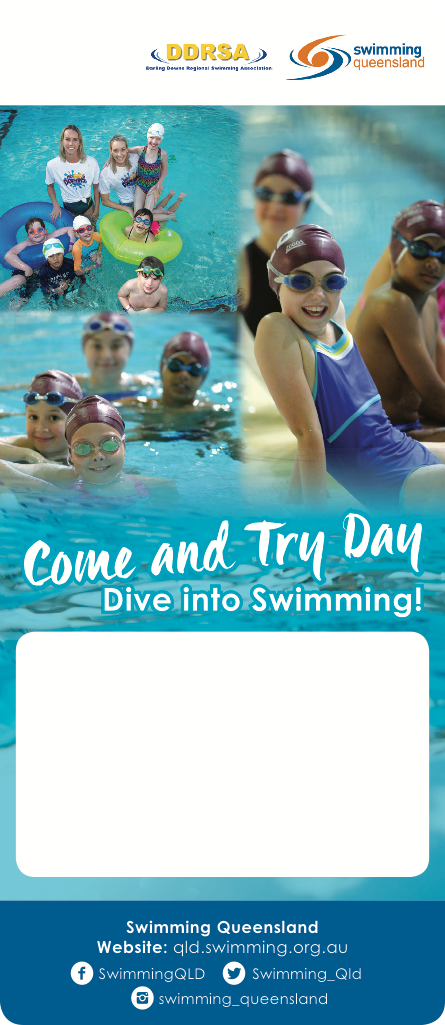 DDRSA
Darling Downs Regional Swimming Association
swimming
queensland
Come and Try Day
Dive into Swimming!
Swimming Queensland
Website: qld.swimming.org.au
SwimmingQLD Swimming_Qld
swimming_queensland